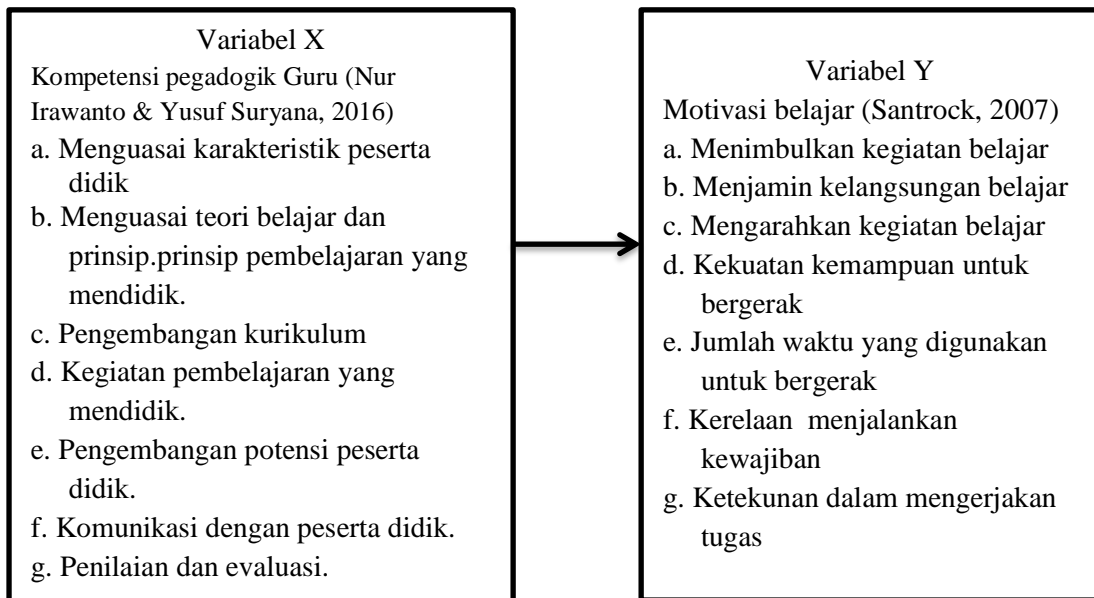 Variabel X
Kompetensi pegadogik Guru (Nur
Irawanto & Yusuf Suryana, 2016)
a. Menguasai karakteristik peserta
didik
b. Menguasai teori belajar dan
prinsip.prinsip pembelajaran yang
mendidik.
c. Pengembangan kurikulum
d. Kegiatan pembelajaran yang
mendidik.
e. Pengembangan potensi peserta
didik.
f. Komunikasi dengan peserta didik.
g. Penilaian dan evaluasi.
Variabel Y
Motivasi belajar (Santrock, 2007)
a. Menimbulkan kegiatan belajar
b. Menjamin kelangsungan belajar
c. Mengarahkan kegiatan belajar
d. Kekuatan kemampuan untuk
bergerak
e. Jumlah waktu yang digunakan
untuk bergerak
f. Kerelaan menjalankan
kewajiban
g. Ketekunan dalam mengerjakan
tugas